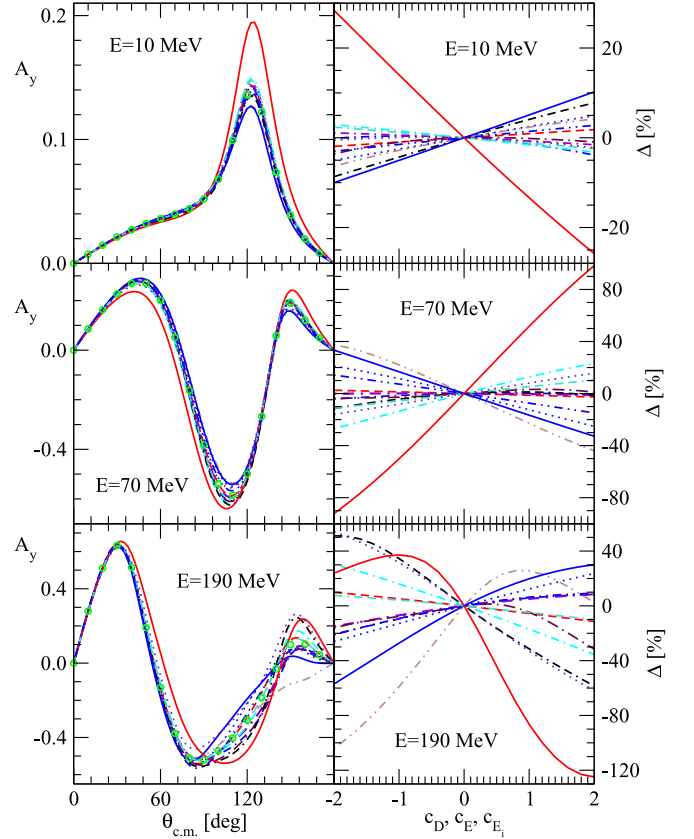 0.2
E=10 MeV
A_y
0.1
0.0
E=10 MeV
20
0
-20
Δ [%]
A_y
0.0
-0.4
E=70 MeV
E=70 MeV
80
40
0
-40
-80
Δ [%]
A_y
0.4
0.0
-0.4
E=190 MeV
E=190 MeV
40
0
-40
-80
-120
Δ [%]
0 60 120
-2 -1 0 1 2
θ_c.m. [deg]
c_D, c_E, c_E_i